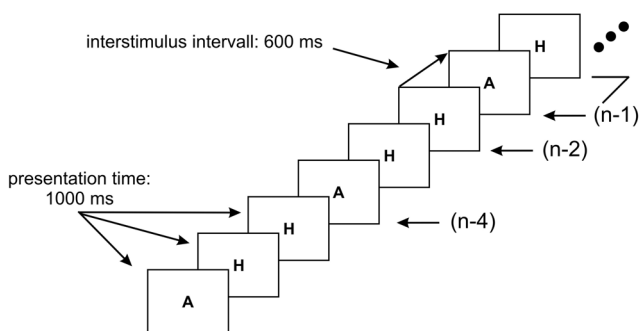 H
interstimulus intervall: 600 ms
A
(n-1)
H
(n-2)
H
presentation time:
1000 ms
A
(n-4)
H
H
A